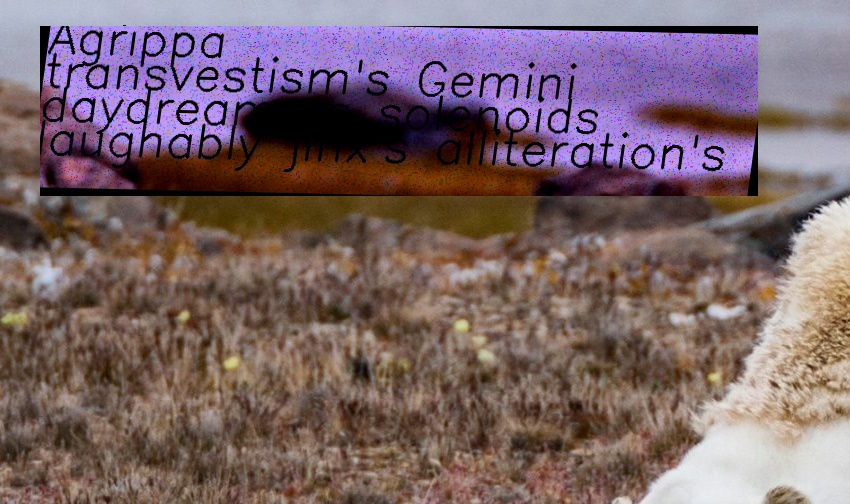 Agrippa
transvestism's Gemini
solenoids
laughably jinx's alliteration's